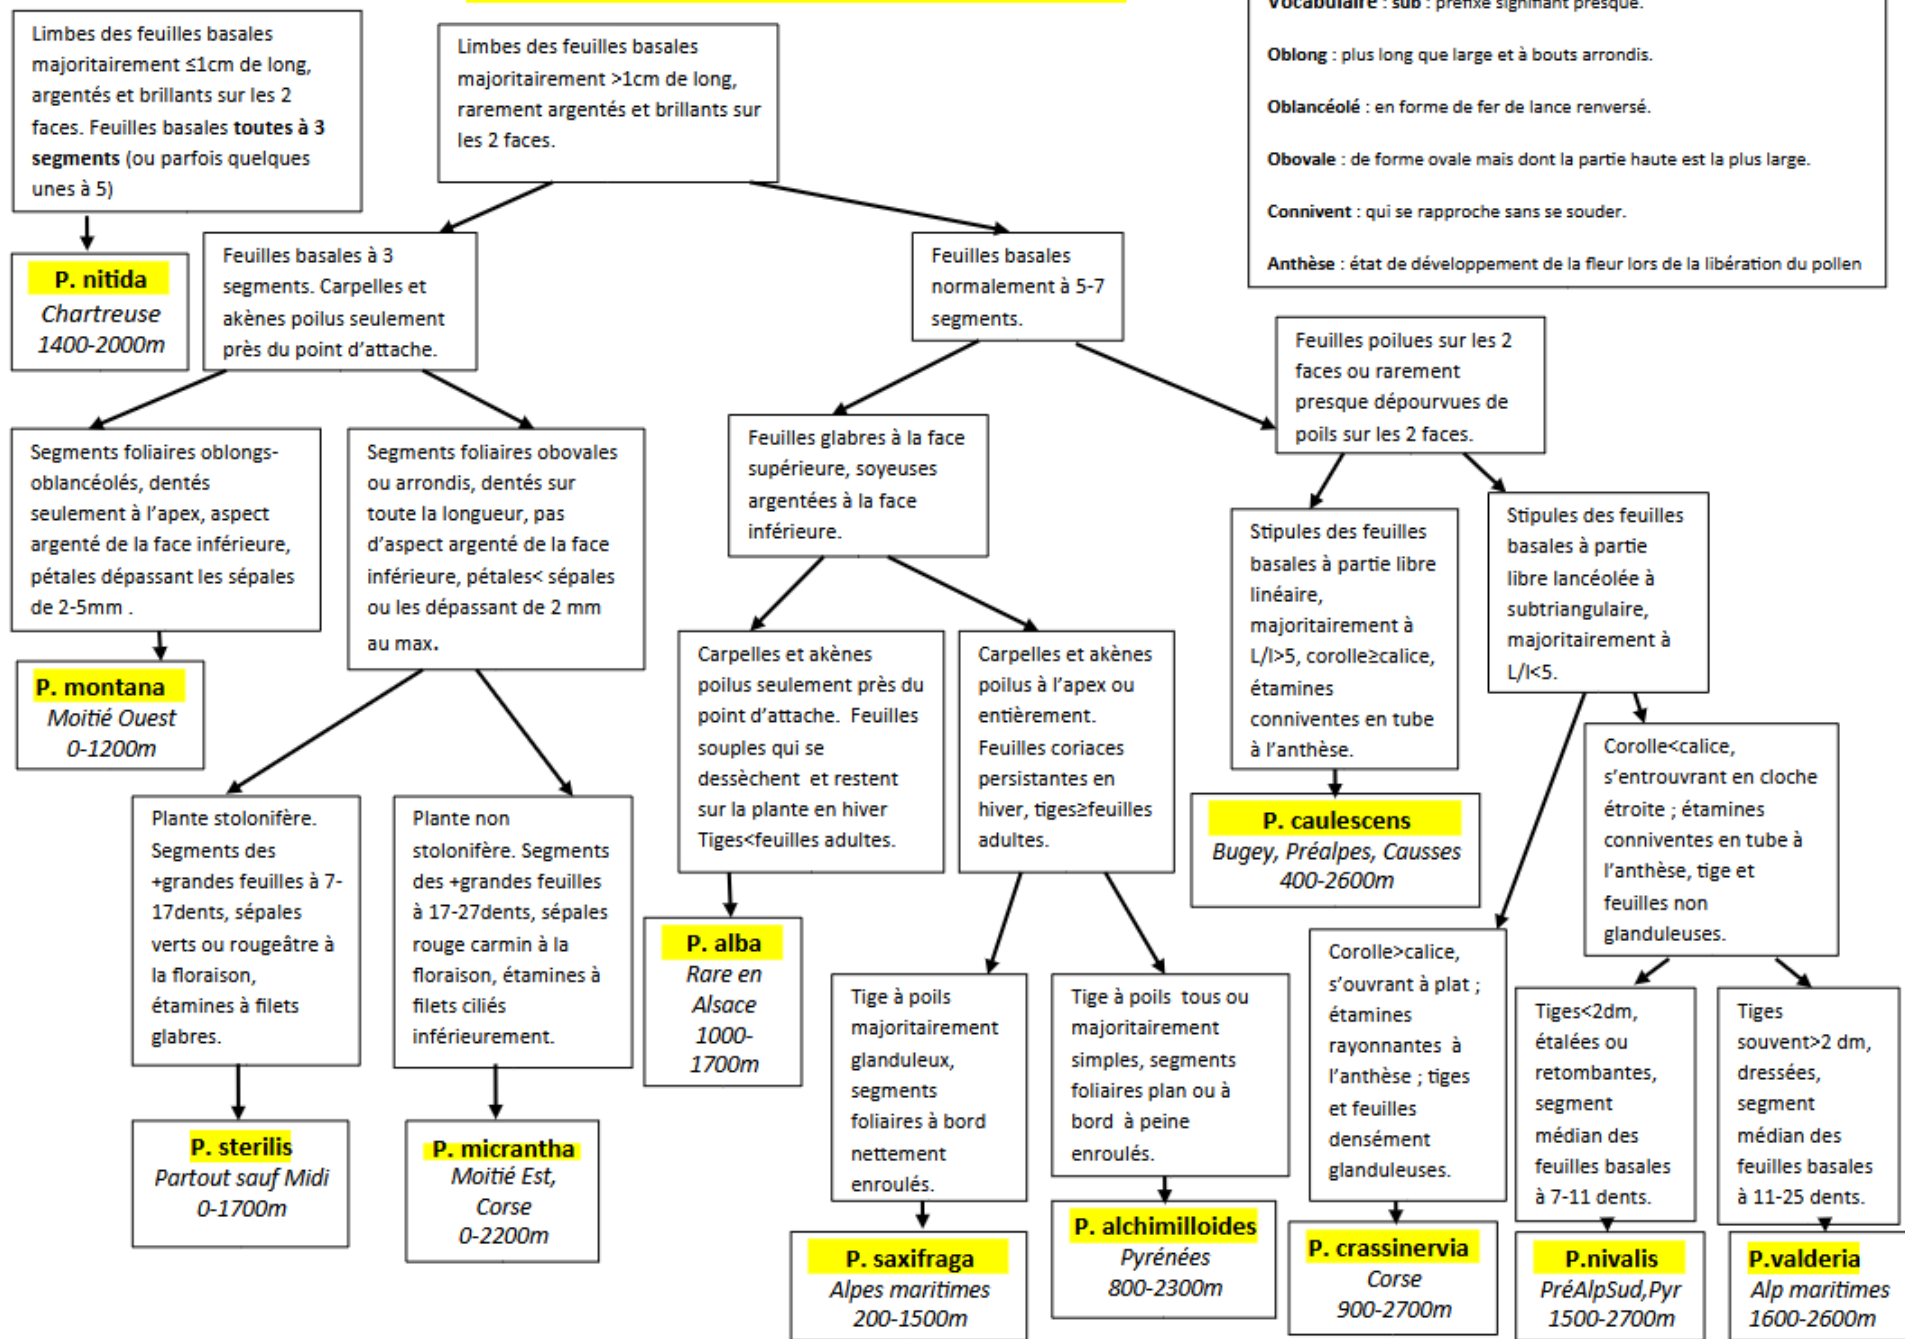 Vocabulaire : sub : préfixe signifiant presque.
Oblong : plus long que large et à bouts arrondis.
Oblancéolé : en forme de fer de lance renversé.
Obovale : de forme ovale mais dont la partie haute est la plus large.
Connivent : qui se rapproche sans se souder.
Anthèse : état de développement de la fleur lors de la libération du pollen
Limbes des feuilles basales
majoritairement ≤1cm de long,
argentés et brillants sur les 2
faces. Feuilles basales toutes à 3
segments (ou parfois quelques
unes à 5)
Limbes des feuilles basales
majoritairement >1cm de long,
rarement argentés et brillants sur
les 2 faces.
P. nitida
Chartreuse
1400-2000m
Feuilles basales à 3
segments. Carpelles et
akènes poilus seulement
près du point d'attache.
Feuilles basales
normalement à 5-7
segments.
Feuilles poilues sur les 2
faces ou rarement
presque dépourvues de
poils sur les 2 faces.
Segments foliaires oblongs-
oblancéolés, dentés
seulement à l'apex, aspect
argenté de la face inférieure,
pétales dépassant les sépales
de 2-5mm .
Segments foliaires obovales
ou arrondis, dentés sur
toute la longueur, pas
d'aspect argenté de la face
inférieure, pétales< sépales
ou les dépassant de 2 mm
au max.
Feuilles glabres à la face
supérieure, soyeuses
argentées à la face
inférieure.
Stipules des feuilles
basales à partie libre
linéaire,
majoritairement à
L/l>5, corolle≥calice,
étamines
conniventes en tube
à l'anthèse.
Stipules des feuilles
basales à partie
libre lancéolée à
subtriangulaire,
majoritairement à
L/l<5.
P. montana
Moitié Ouest
0-1200m
Carpelles et akènes
poilus seulement près du
point d'attache. Feuilles
souples qui se
dessèchent et restent
sur la plante en hiver
Tiges<feuilles adultes.
Carpelles et akènes
poilus à l'apex ou
entièrement.
Feuilles coriaces
persistantes en
hiver, tiges≥feuilles
adultes.
P. caulescens
Bugey, Préalpes, Causses
400-2600m
Corolle<calice,
s'entrouvrant en cloche
étroite ; étamines
conniventes en tube à
l'anthèse, tige et
feuilles non
glanduleuses.
Plante stolonifère.
Segments des
+grandes feuilles à 7-
17dents, sépales
verts ou rougeâtre à
la floraison,
étamines à filets
glabres.
Plante non
stolonifère. Segments
des +grandes feuilles
à 17-27dents, sépales
rouge carmin à la
floraison, étamines à
filets ciliés
inférieurement.
P. alba
Rare en
Alsace
1000-
1700m
Tige à poils
majoritairement
glanduleux,
segments
foliaires à bord
nettement
enroulés.
Tige à poils tous ou
majoritairement
simples, segments
foliaires plan ou à
bord à peine
enroulés.
Corolle>calice,
s'ouvrant à plat ;
étamines
rayonnantes à
l'anthèse ; tiges
et feuilles
densément
glanduleuses.
Tiges<2dm,
étalées ou
retombantes,
segment
médian des
feuilles basales
à 7-11 dents.
Tiges
souvent>2 dm,
dressées,
segment
médian des
feuilles basales
à 11-25 dents.
P. sterilis
Partout sauf Midi
0-1700m
P. micrantha
Moitié Est,
Corse
0-2200m
P. saxifraga
Alpes maritimes
200-1500m
P. alchimilloides
Pyrénées
800-2300m
P. crassinervia
Corse
900-2700m
P.nivalis
PréAlpSud,Pyr
1500-2700m
P.valderia
Alp maritimes
1600-2600m